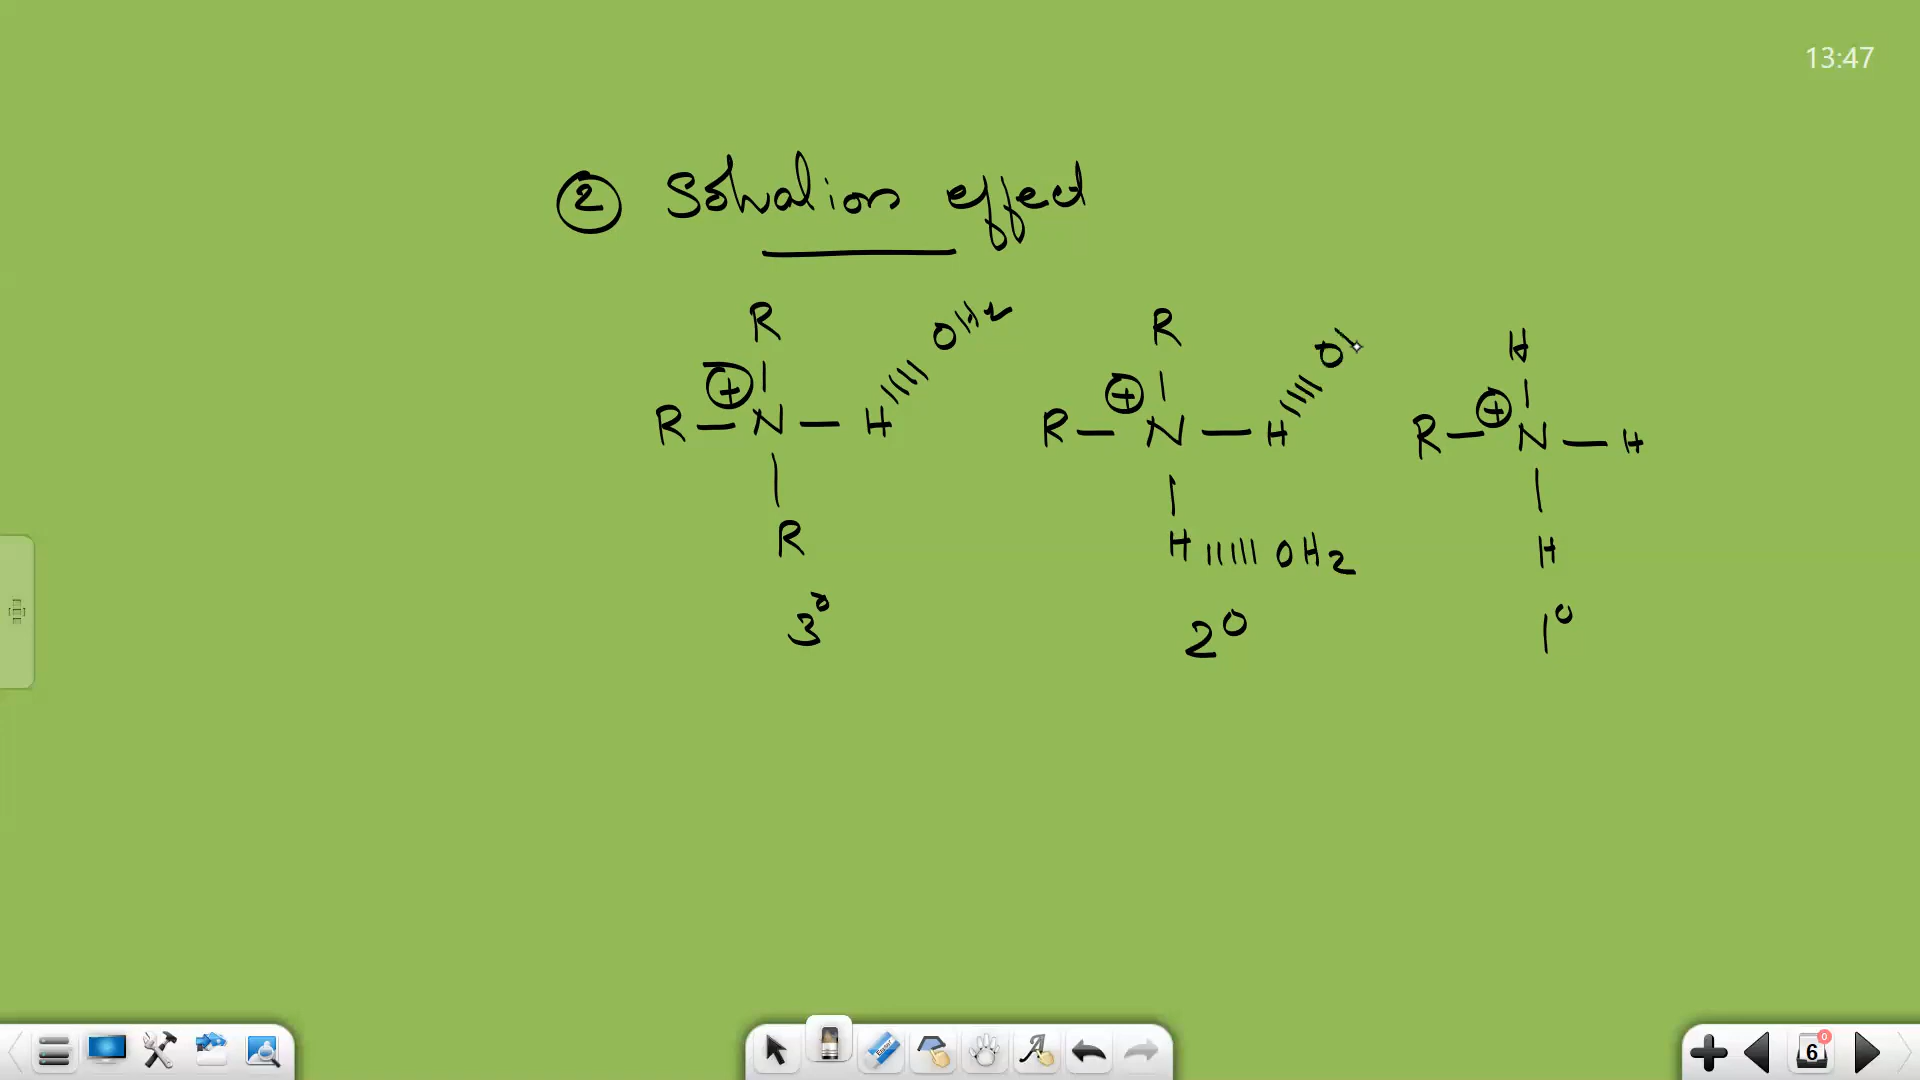 13:47
② Solvation effect
R OH2 R O H
R — N⊕ — H R — N⊕ — H R — N⊕ — H
R H OH2 H
3° 2° 1°
6